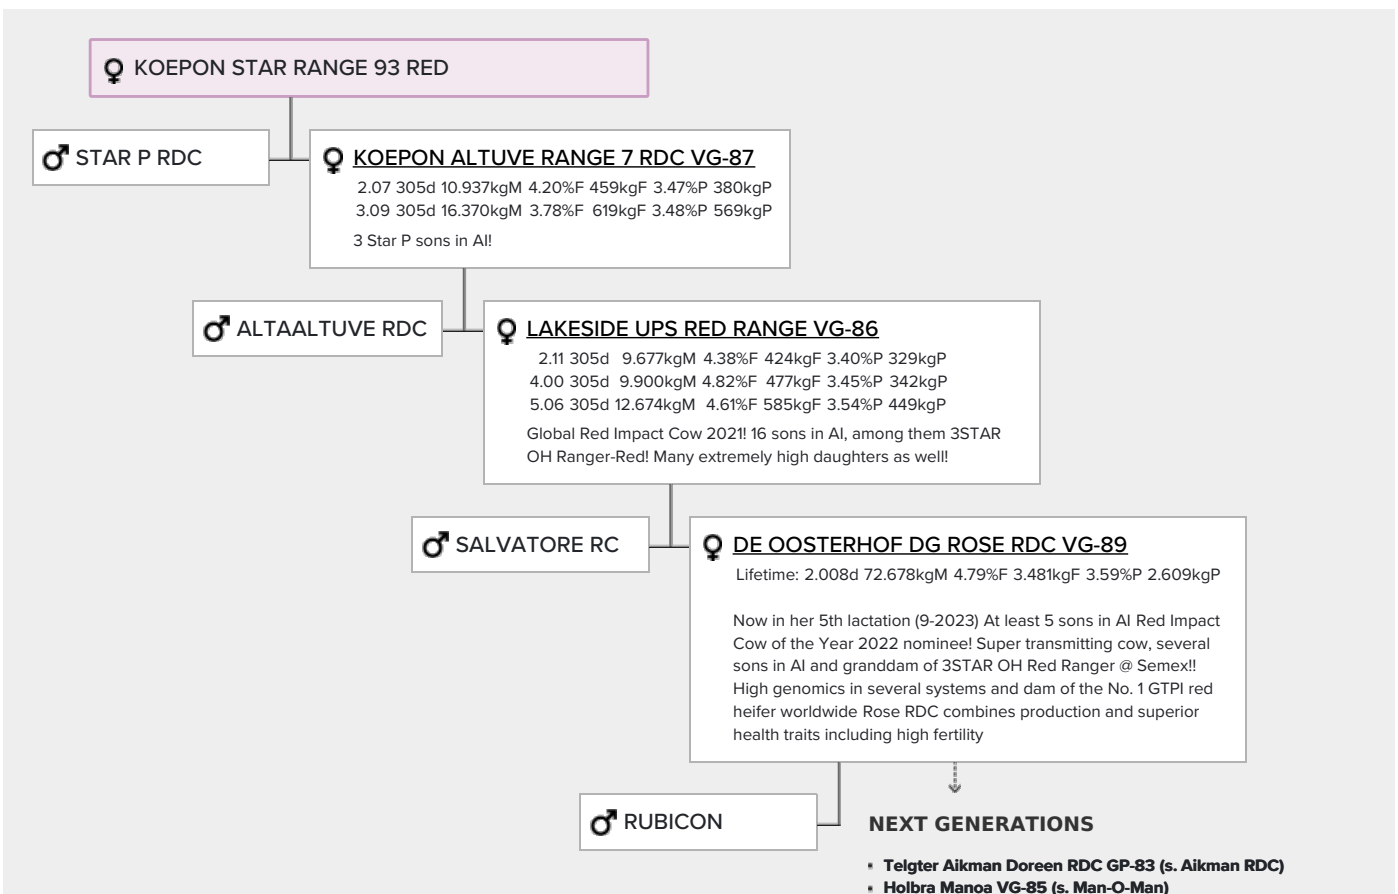 KOEPON STAR RANGE 93 RED
STAR P RDC
KOEPON ALTUVE RANGE 7 RDC VG-87
2.07 305d 10.937kgM 4.20%F 459kgF 3.47%P 380kgP
3.09 305d 16.370kgM 3.78%F 619kgF 3.48%P 569kgP
3 Star P sons in AI!
ALTAALTUVE RDC
LAKESIDE UPS RED RANGE VG-86
2.11 305d 9.677kgM 4.38%F 424kgF 3.40%P 329kgP
4.00 305d 9.900kgM 4.82%F 477kgF 3.45%P 342kgP
5.06 305d 12.674kgM 4.61%F 585kgF 3.54%P 449kgP
Global Red Impact Cow 2021! 16 sons in AI, among them 3STAR
OH Ranger-Red! Many extremely high daughters as well!
SALVATORE RC
DE OOSTERHOF DG ROSE RDC VG-89
Lifetime: 2.008d 72.678kgM 4.79%F 3.481kgF 3.59%P 2.609kgP
Now in her 5th lactation (9-2023) At least 5 sons in AI Red Impact
Cow of the Year 2022 nominee! Super transmitting cow, several
sons in AI and granddam of 3STAR OH Red Ranger @ Semex!!
High genomics in several systems and dam of the No. 1 GTPI red
heifer worldwide Rose RDC combines production and superior
health traits including high fertility
RUBICON
NEXT GENERATIONS
• Telgter Aikman Doreen RDC GP-83 (s. Aikman RDC)
• Holbra Manoa VG-85 (s. Man-O-Man)